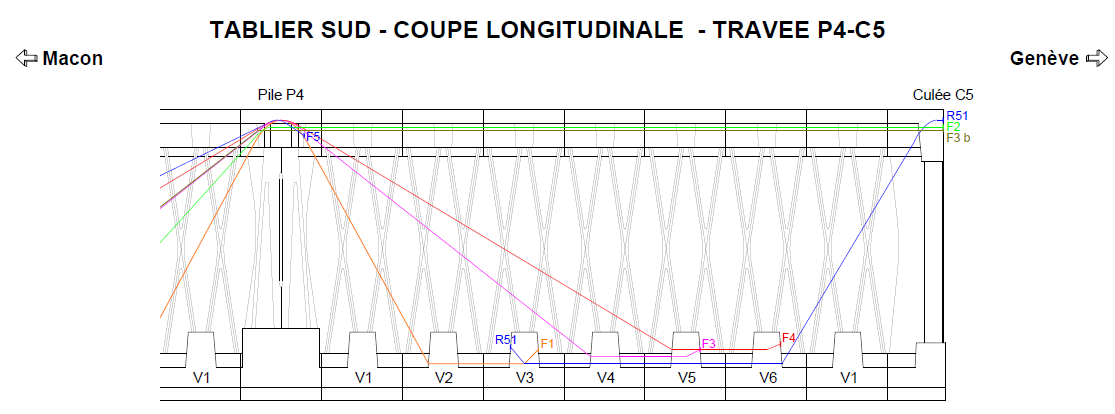 TABLIER SUD - COUPE LONGITUDINALE - TRAVEE P4-C5
Macon
Genève
Pile P4
Culée C5
R51
F2
F5
F3 b
R51
F1
F3
F4
V1
V1
V2
V3
V4
V5
V6
V1